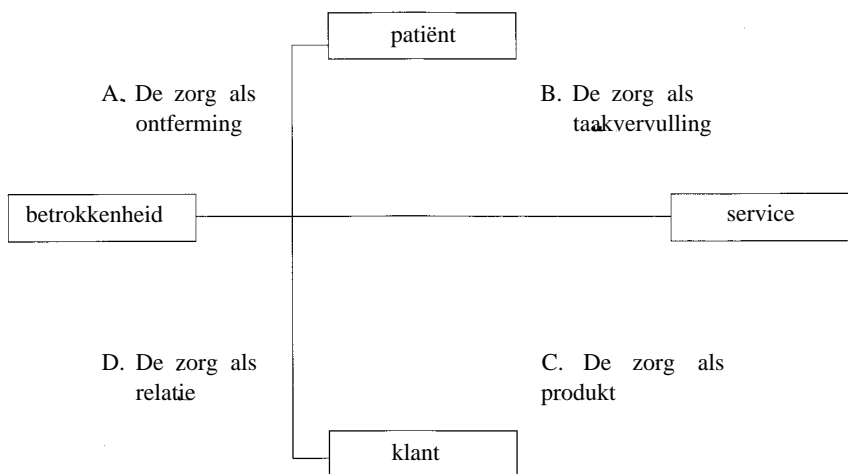 patiënt
A. De zorg als
ontferming
B. De zorg als
taakvervulling
betrokkenheid
service
D. De zorg als
relatie
C. De zorg als
produkt
klant